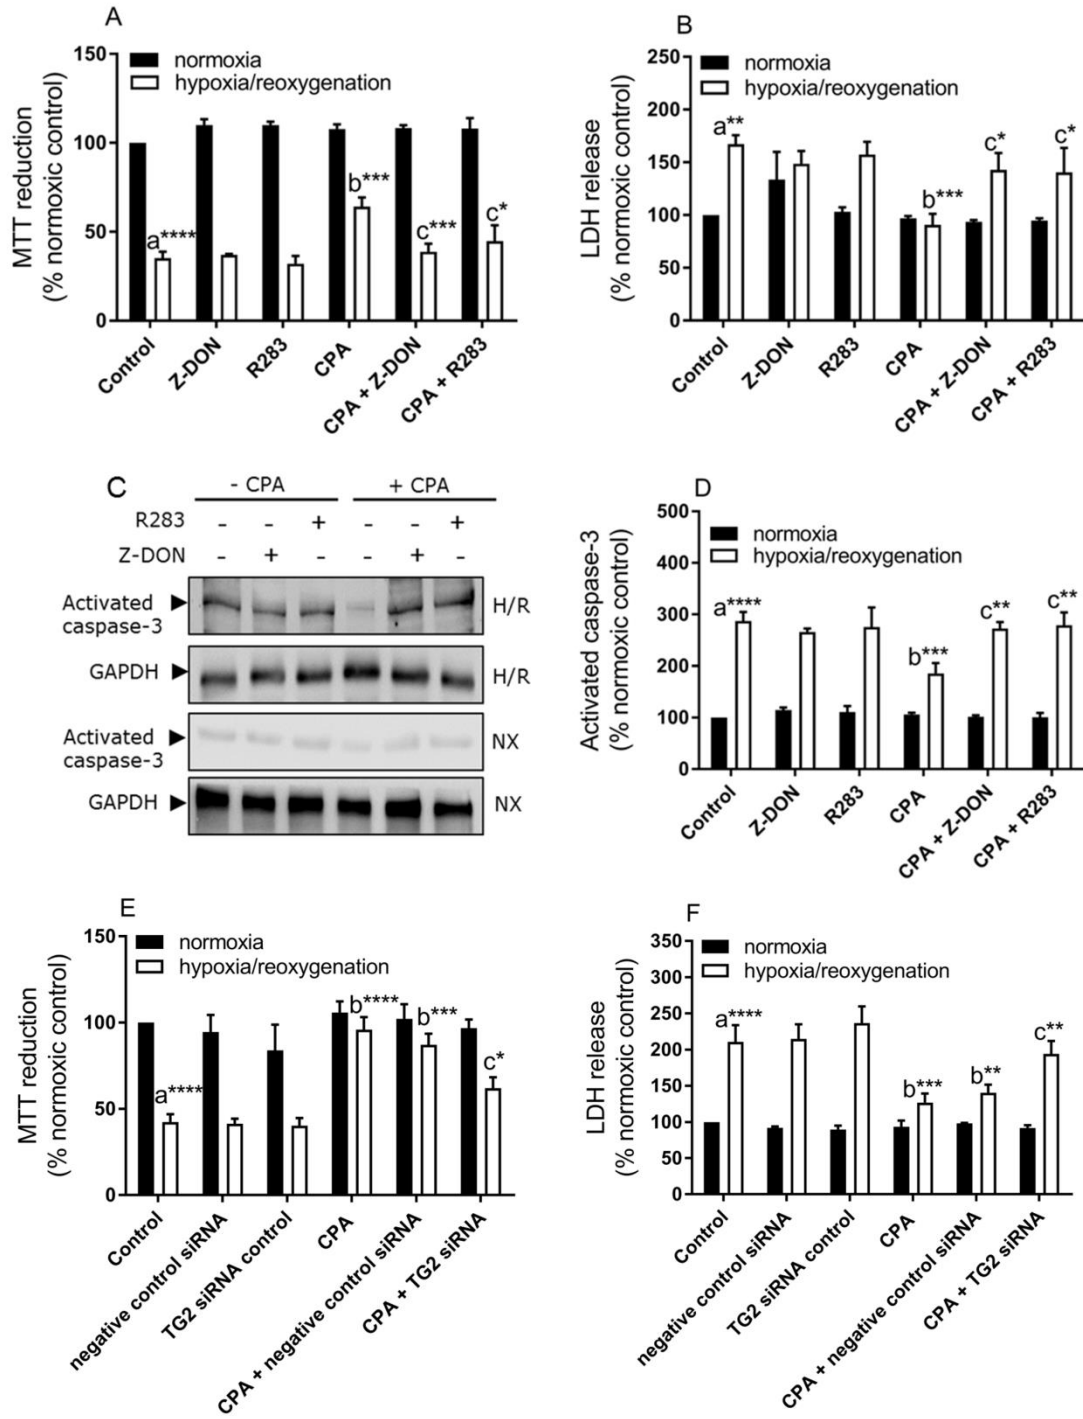 A
150
100
50
0
MTT reduction
(% normoxic control)
normoxia
hypoxia/reoxygenation
a****
b***
c***
c*
Control
Z-DON
R283
CPA
CPA + Z-DON
CPA + R283
B
250
200
150
100
50
0
LDH release
(% normoxic control)
normoxia
hypoxia/reoxygenation
a**
b***
c*
c*
Control
Z-DON
R283
CPA
CPA + Z-DON
CPA + R283
C
- CPA
+ CPA
R283 - - + - - +
Z-DON - + - - + -
Activated
caspase-3
H/R
GAPDH
H/R
Activated
caspase-3
NX
GAPDH
NX
D
500
400
300
200
100
0
Activated caspase-3
(% normoxic control)
normoxia
hypoxia/reoxygenation
a****
b***
c**
c**
Control
Z-DON
R283
CPA
CPA + Z-DON
CPA + R283
E
150
100
50
0
MTT reduction
(% normoxic control)
normoxia
hypoxia/reoxygenation
a****
b****
b***
c*
Control
negative control siRNA
TG2 siRNA control
CPA
CPA + negative control siRNA
CPA + TG2 siRNA
F
350
300
250
200
150
100
50
0
LDH release
(% normoxic control)
normoxia
hypoxia/reoxygenation
a****
b***
b**
c**
Control
negative control siRNA
TG2 siRNA control
CPA
CPA + negative control siRNA
CPA + TG2 siRNA